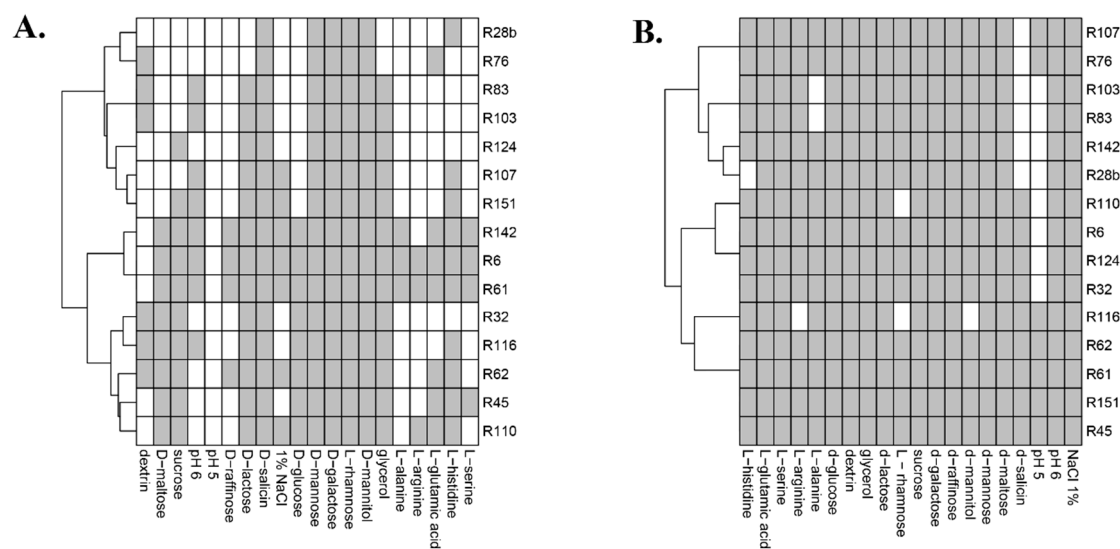 A.
R28b
R76
R83
R103
R124
R107
R151
R142
R6
R61
R32
R116
R62
R45
R110
dextrin
D−maltose
sucrose
pH 6
pH 5
D−raffinose
D−lactose
D−salicin
1% NaCl
D−glucose
D−mannose
D−galactose
L−rhamnose
D−mannitol
glycerol
L−alanine
L−arginine
L−glutamic acid
L−histidine
L−serine
B.
R107
R76
R103
R83
R142
R28b
R110
R6
R124
R32
R116
R62
R61
R151
R45
L−histidine
L−glutamic acid
L−serine
L−arginine
L−alanine
d−glucose
dextrin
glycerol
d−lactose
L − rhamnose
sucrose
d−galactose
d−raffinose
d−mannitol
d−mannose
d−maltose
d−salicin
pH 5
pH 6
NaCl 1%